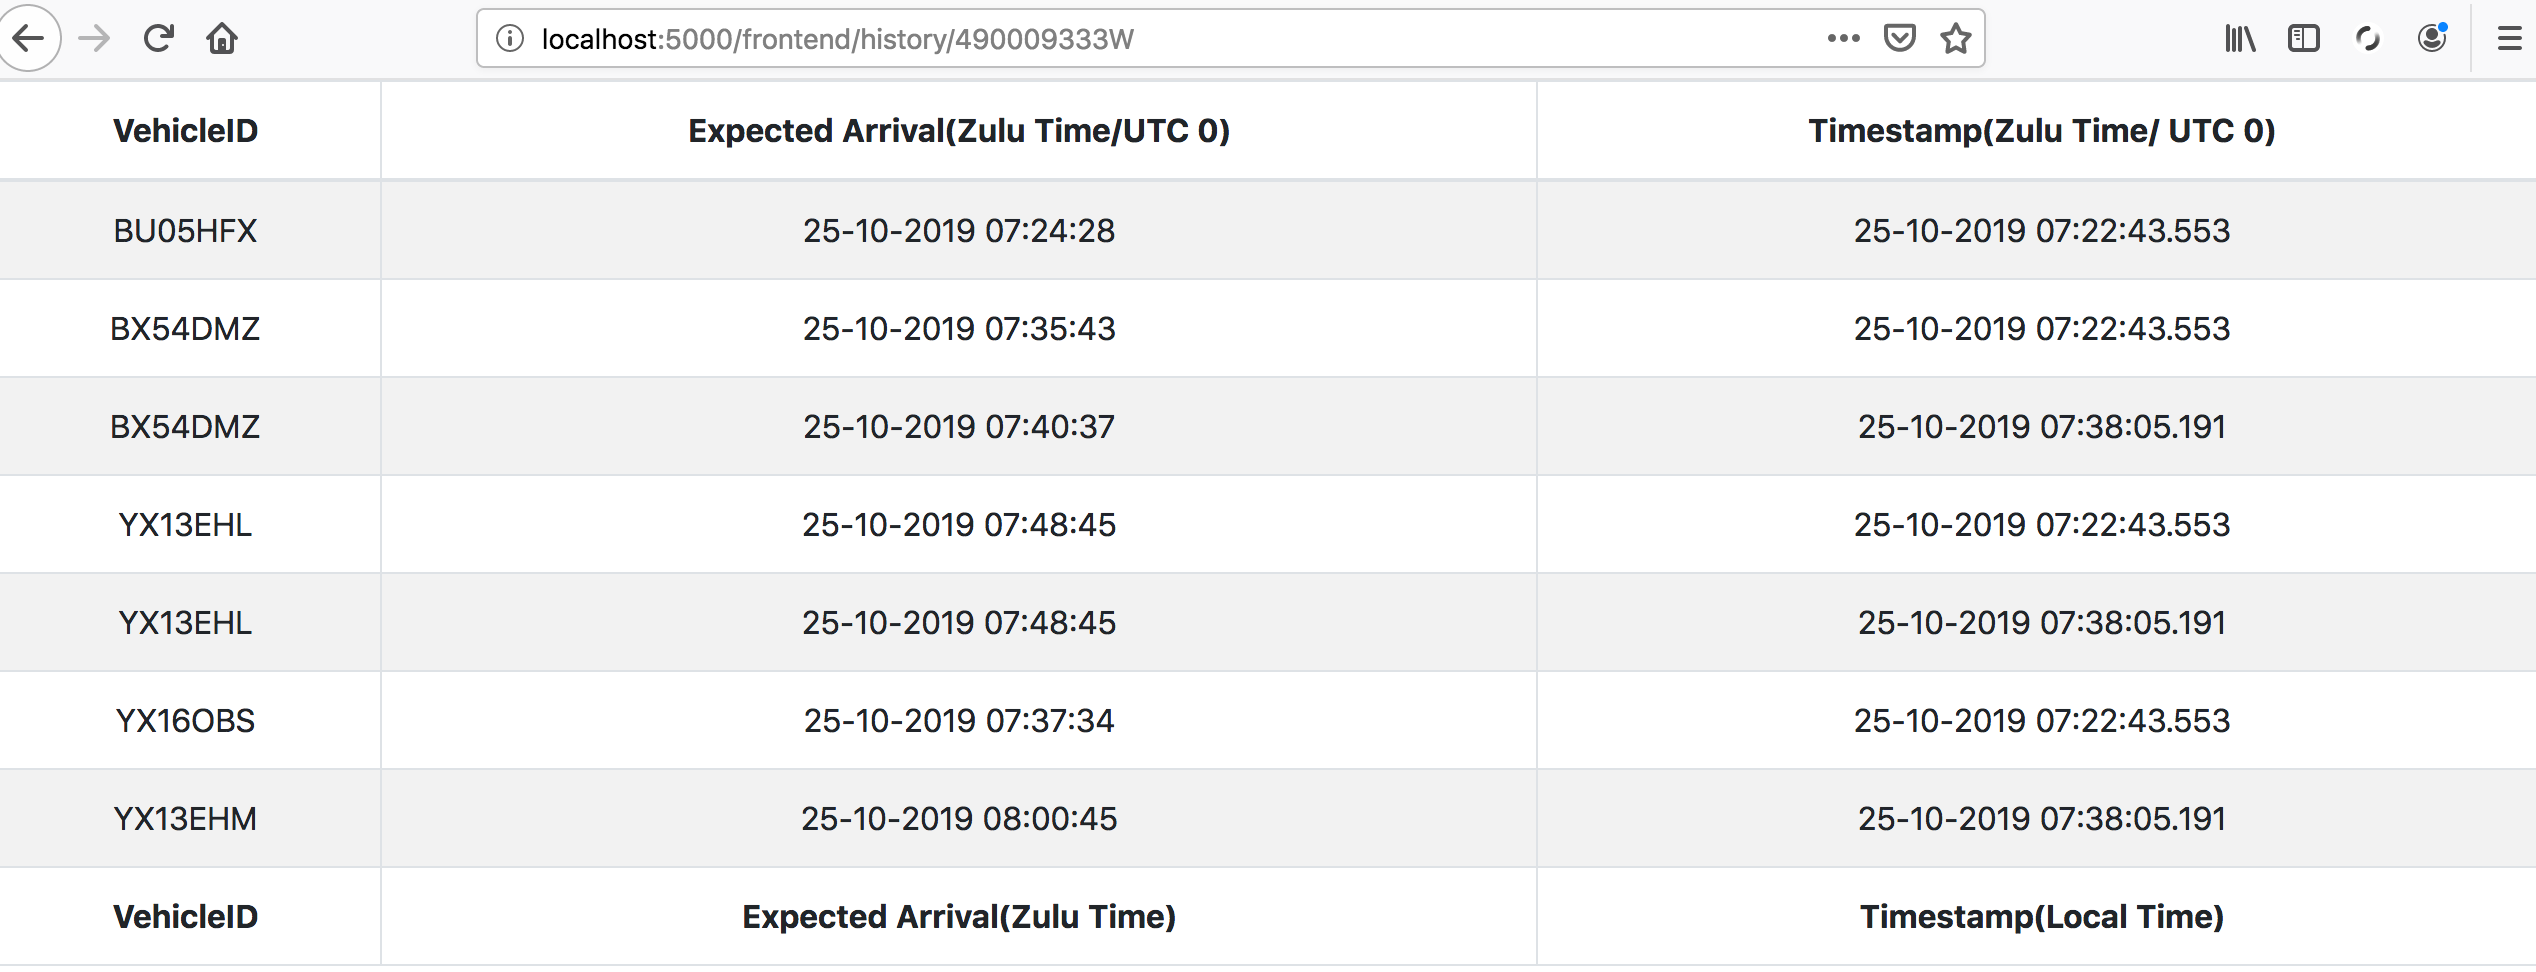 localhost:5000/frontend/history/490009333W
VehicleID Expected Arrival(Zulu Time/UTC 0) Timestamp(Zulu Time/ UTC 0)
BU05HFX 25-10-2019 07:24:28 25-10-2019 07:22:43.553
BX54DMZ 25-10-2019 07:35:43 25-10-2019 07:22:43.553
BX54DMZ 25-10-2019 07:40:37 25-10-2019 07:38:05.191
YX13EHL 25-10-2019 07:48:45 25-10-2019 07:22:43.553
YX13EHL 25-10-2019 07:48:45 25-10-2019 07:38:05.191
YX16OBS 25-10-2019 07:37:34 25-10-2019 07:22:43.553
YX13EHM 25-10-2019 08:00:45 25-10-2019 07:38:05.191
VehicleID Expected Arrival(Zulu Time) Timestamp(Local Time)